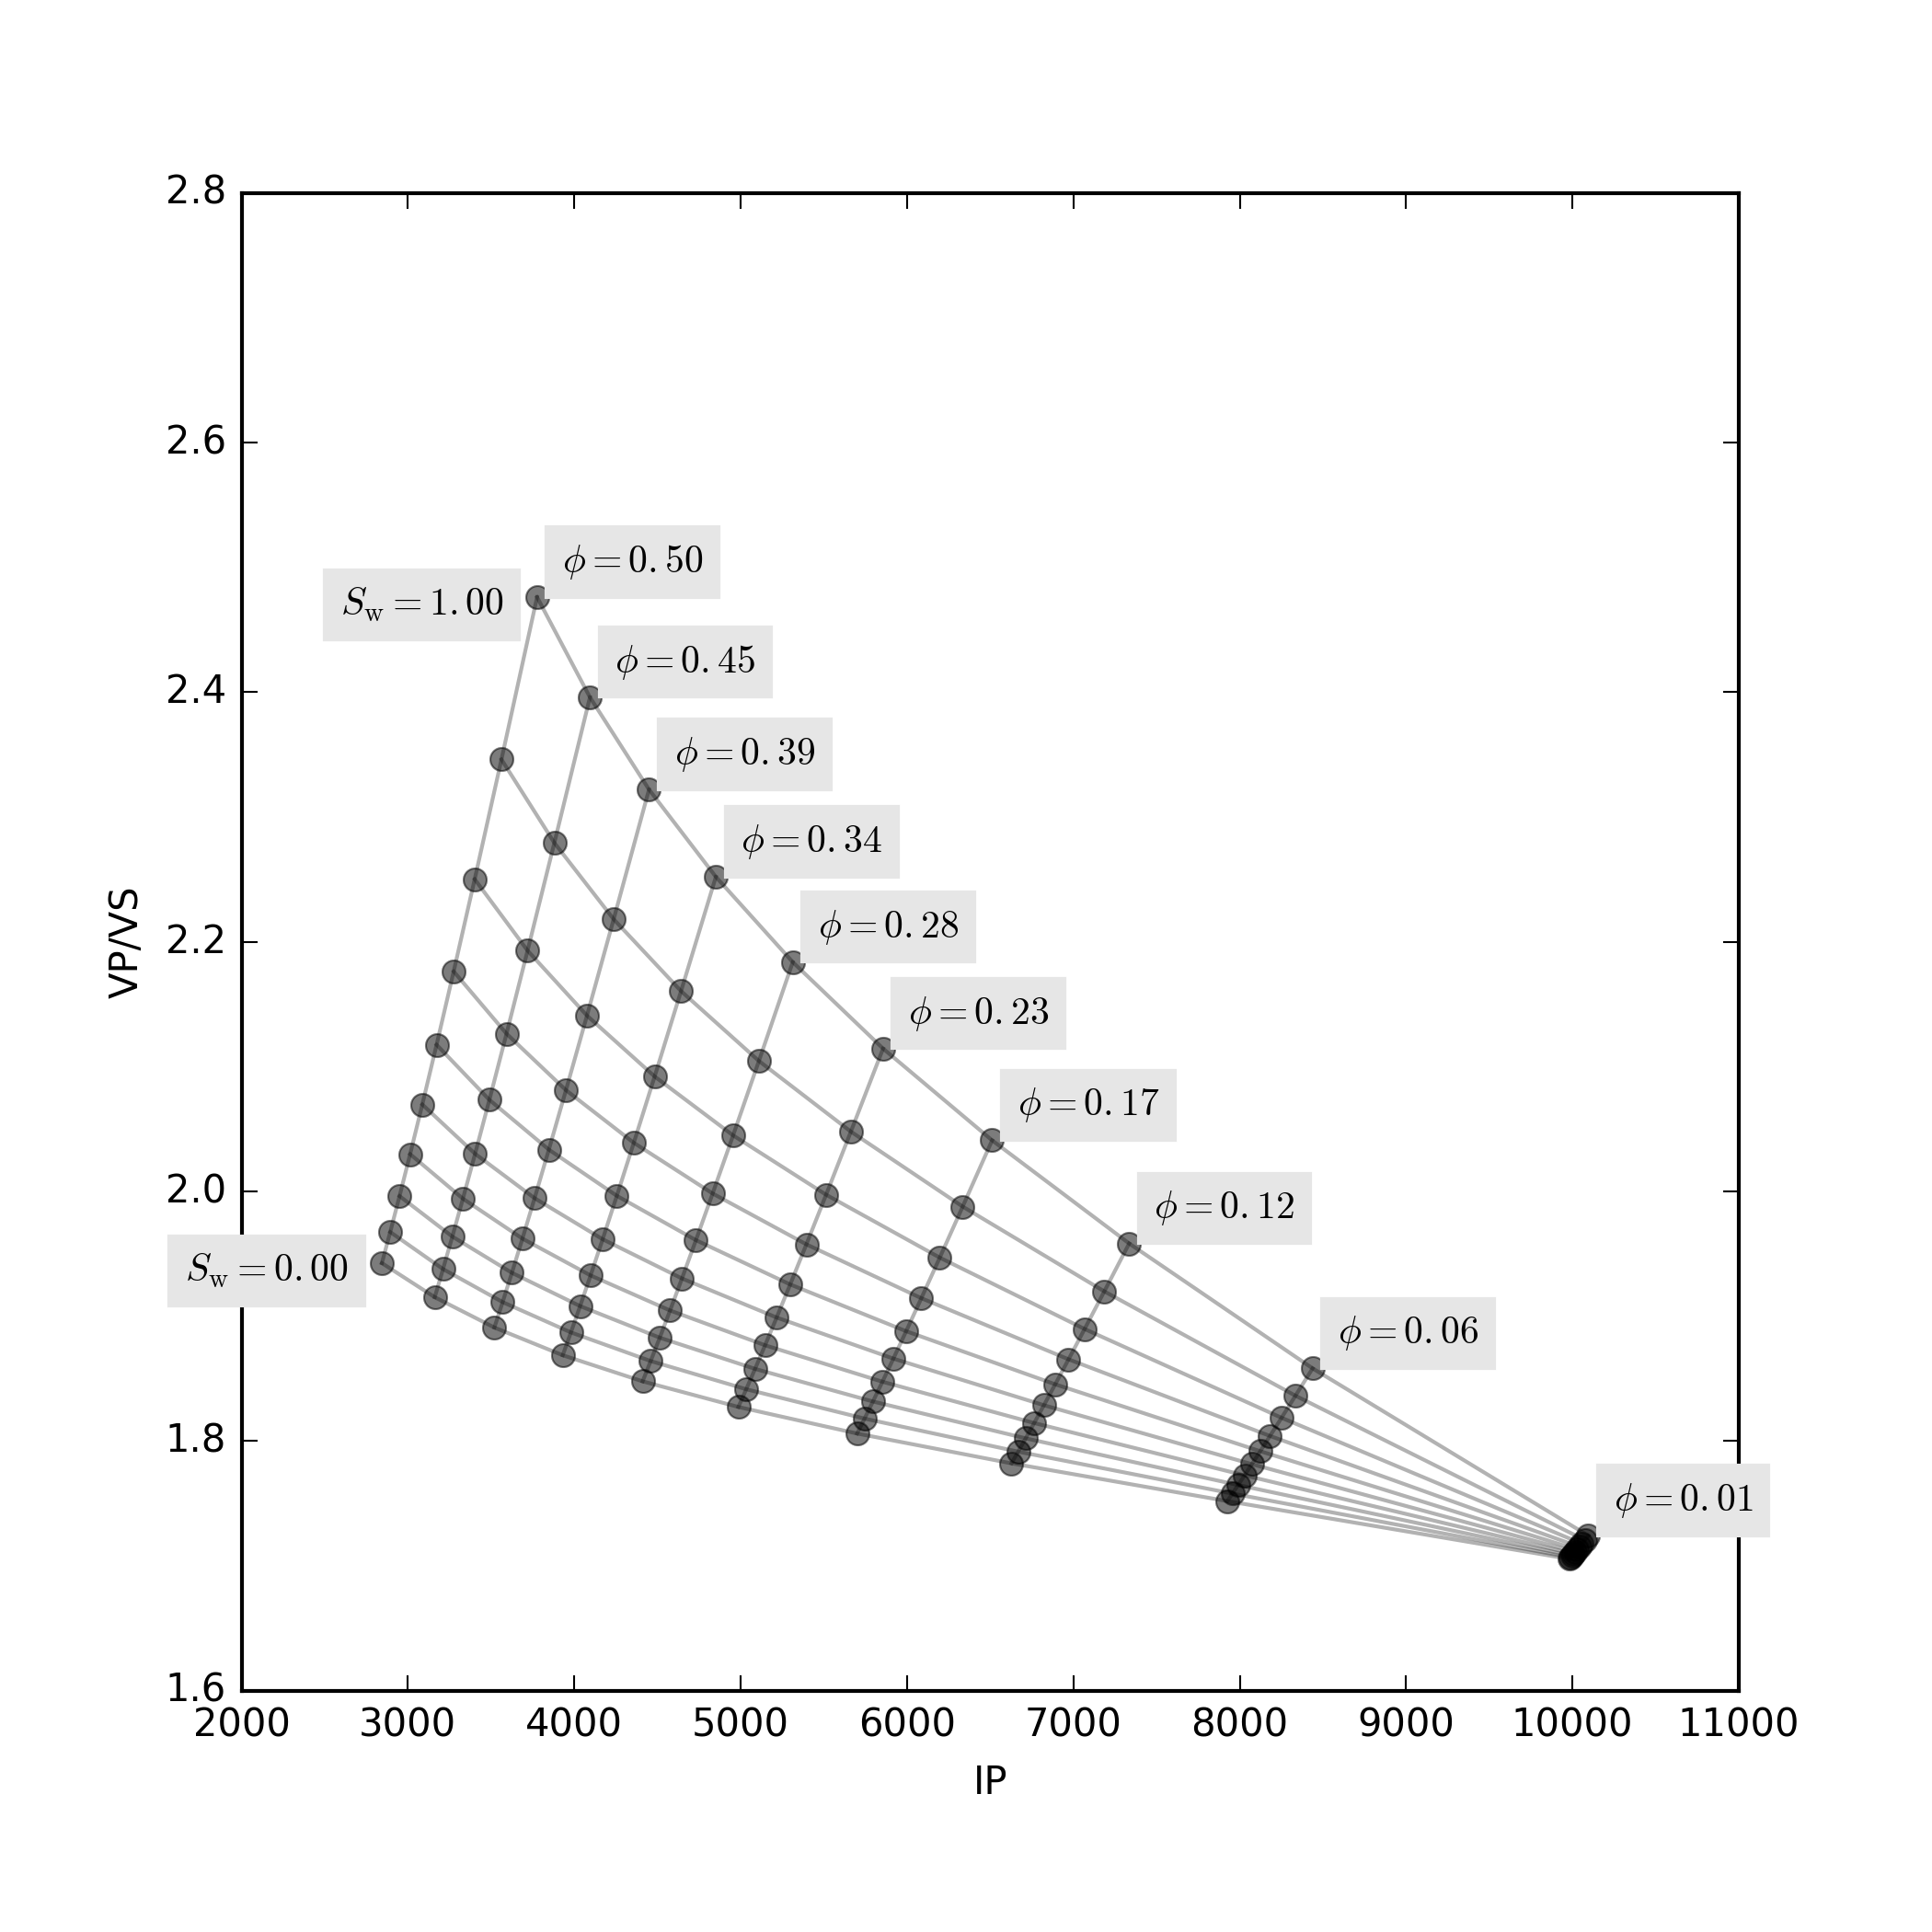 2.8
2.6
2.4
2.2
2.0
1.8
1.6
VP/VS
ϕ = 0.50
S_w = 1.00
ϕ = 0.45
ϕ = 0.39
ϕ = 0.34
ϕ = 0.28
ϕ = 0.23
ϕ = 0.17
ϕ = 0.12
S_w = 0.00
ϕ = 0.06
ϕ = 0.01
2000 3000 4000 5000 6000 7000 8000 9000 10000 11000
IP